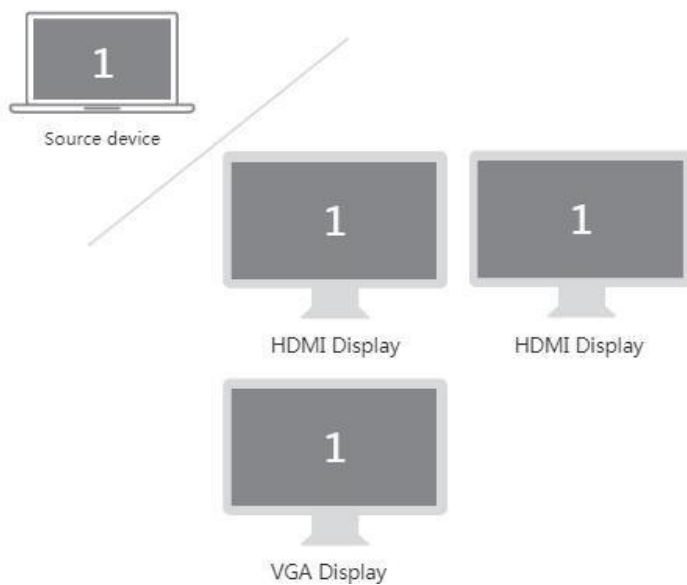 1
Source device
1
1
HDMI Display
HDMI Display
1
VGA Display